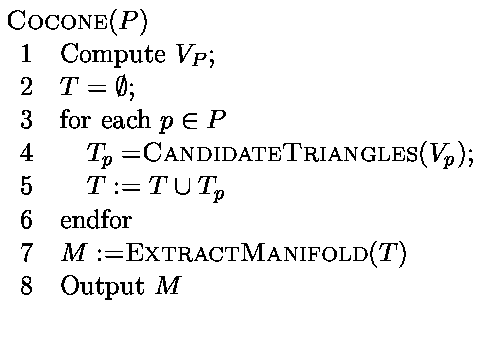 COCONE(P)
1 Compute V_P;
2 T = ∅;
3 for each p ∈ P
4 T_p =CANDIDATETRIANGLES(V_p);
5 T := T ∪ T_p
6 endfor
7 M :=EXTRACTMANIFOLD(T)
8 Output M